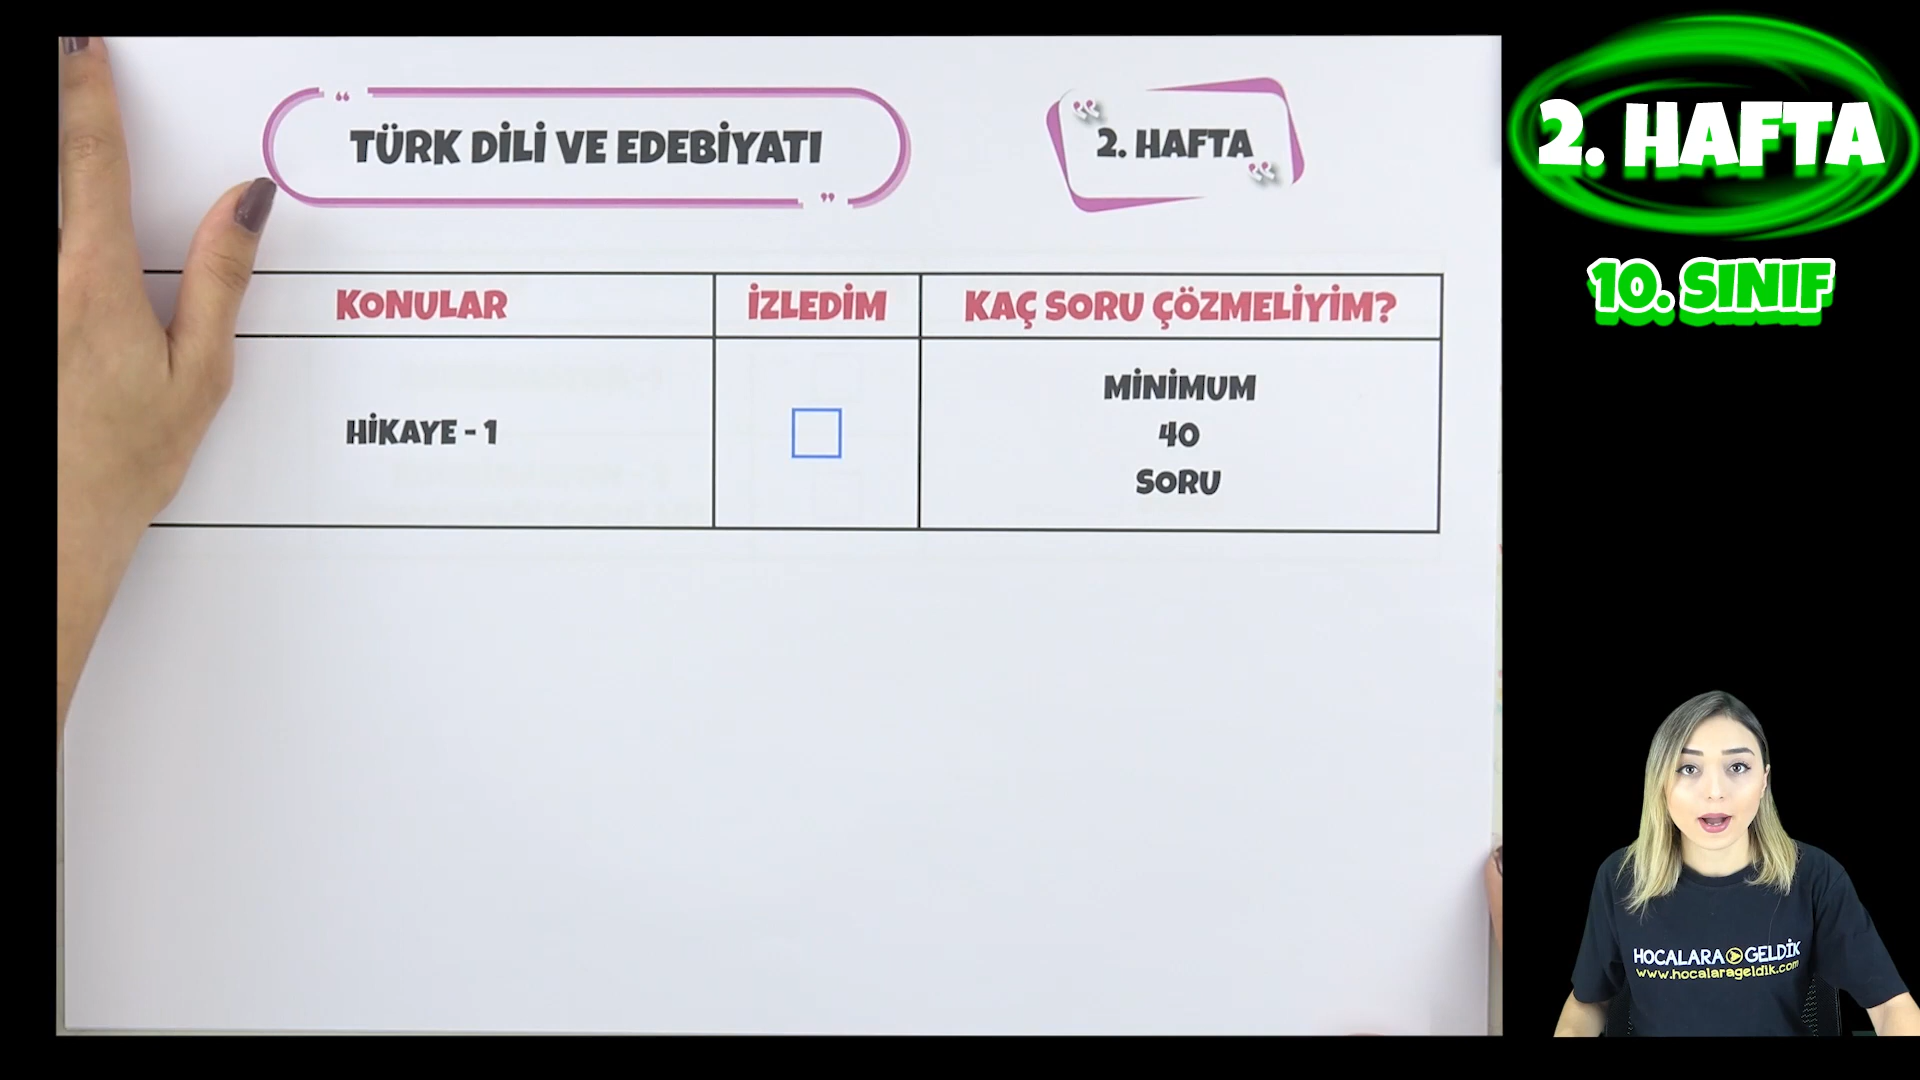 TÜRK DİLİ VE EDEBİYATI
2. HAFTA
KONULAR
İZLEDİM
KAÇ SORU ÇÖZMELİYİM?
HİKAYE - 1
MİNİMUM
40
SORU
2. HAFTA
10. SINIF
HOCALARA GELDİK
www.hocalarageldik.com